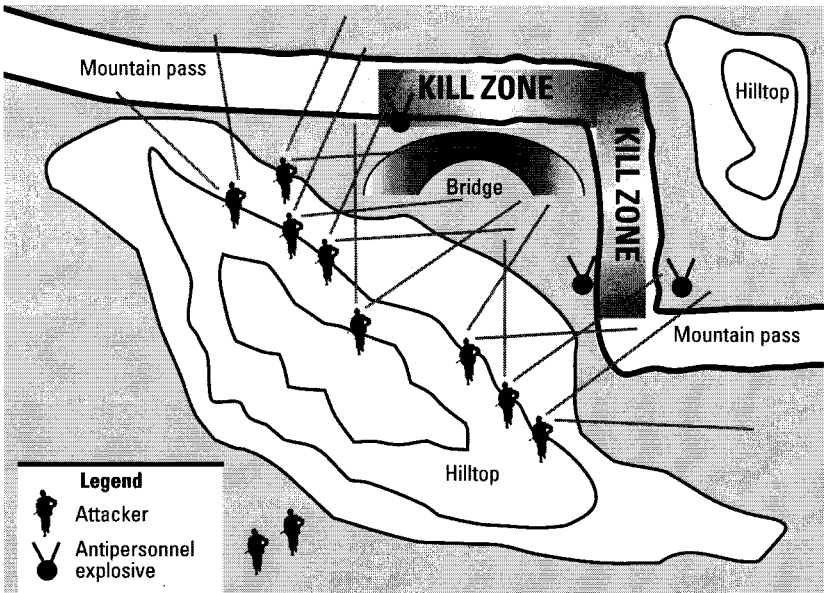 Mountain pass
KILL ZONE
Hilltop
KILL ZONE
Bridge
Mountain pass
Hilltop
Legend
Attacker
Antipersonnel
explosive